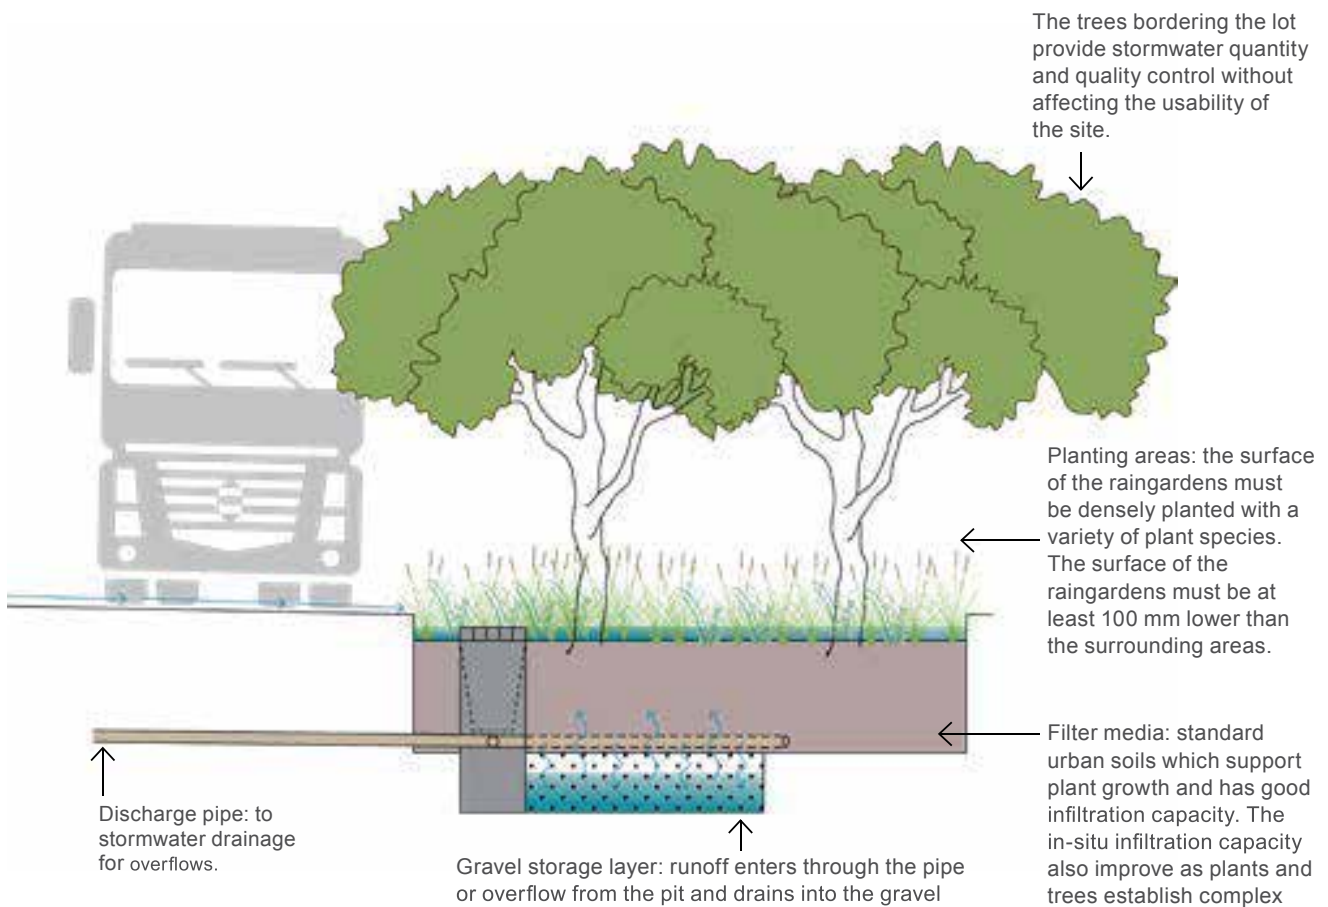 The trees bordering the lot
provide stormwater quantity
and quality control without
affecting the usability of
the site.
Planting areas: the surface
of the raingardens must
be densely planted with a
variety of plant species.
The surface of the
raingardens must be at
least 100 mm lower than
the surrounding areas.
Filter media: standard
urban soils which support
plant growth and has good
infiltration capacity. The
in-situ infiltration capacity
also improve as plants and
trees establish complex
Discharge pipe: to
stormwater drainage
for overflows.
Gravel storage layer: runoff enters through the pipe
or overflow from the pit and drains into the gravel